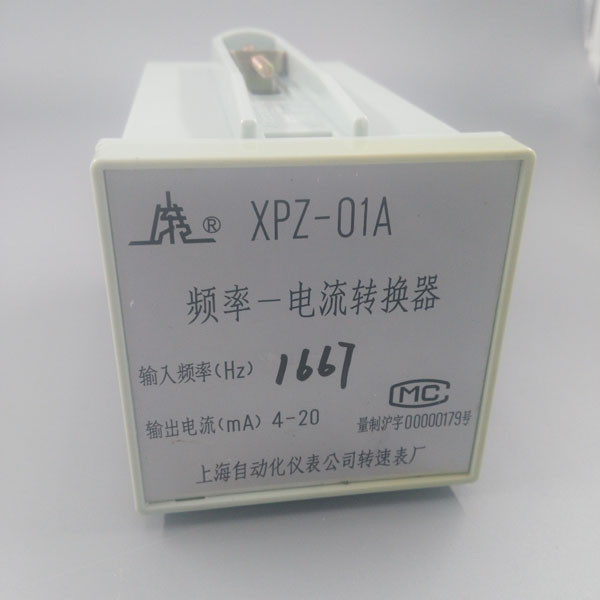 ® XPZ-01A
频率－电流转换器
输入频率(Hz) 1667
输出电流(mA) 4-20
MC
量制沪字00000179号
上海自动化仪表公司转速表厂